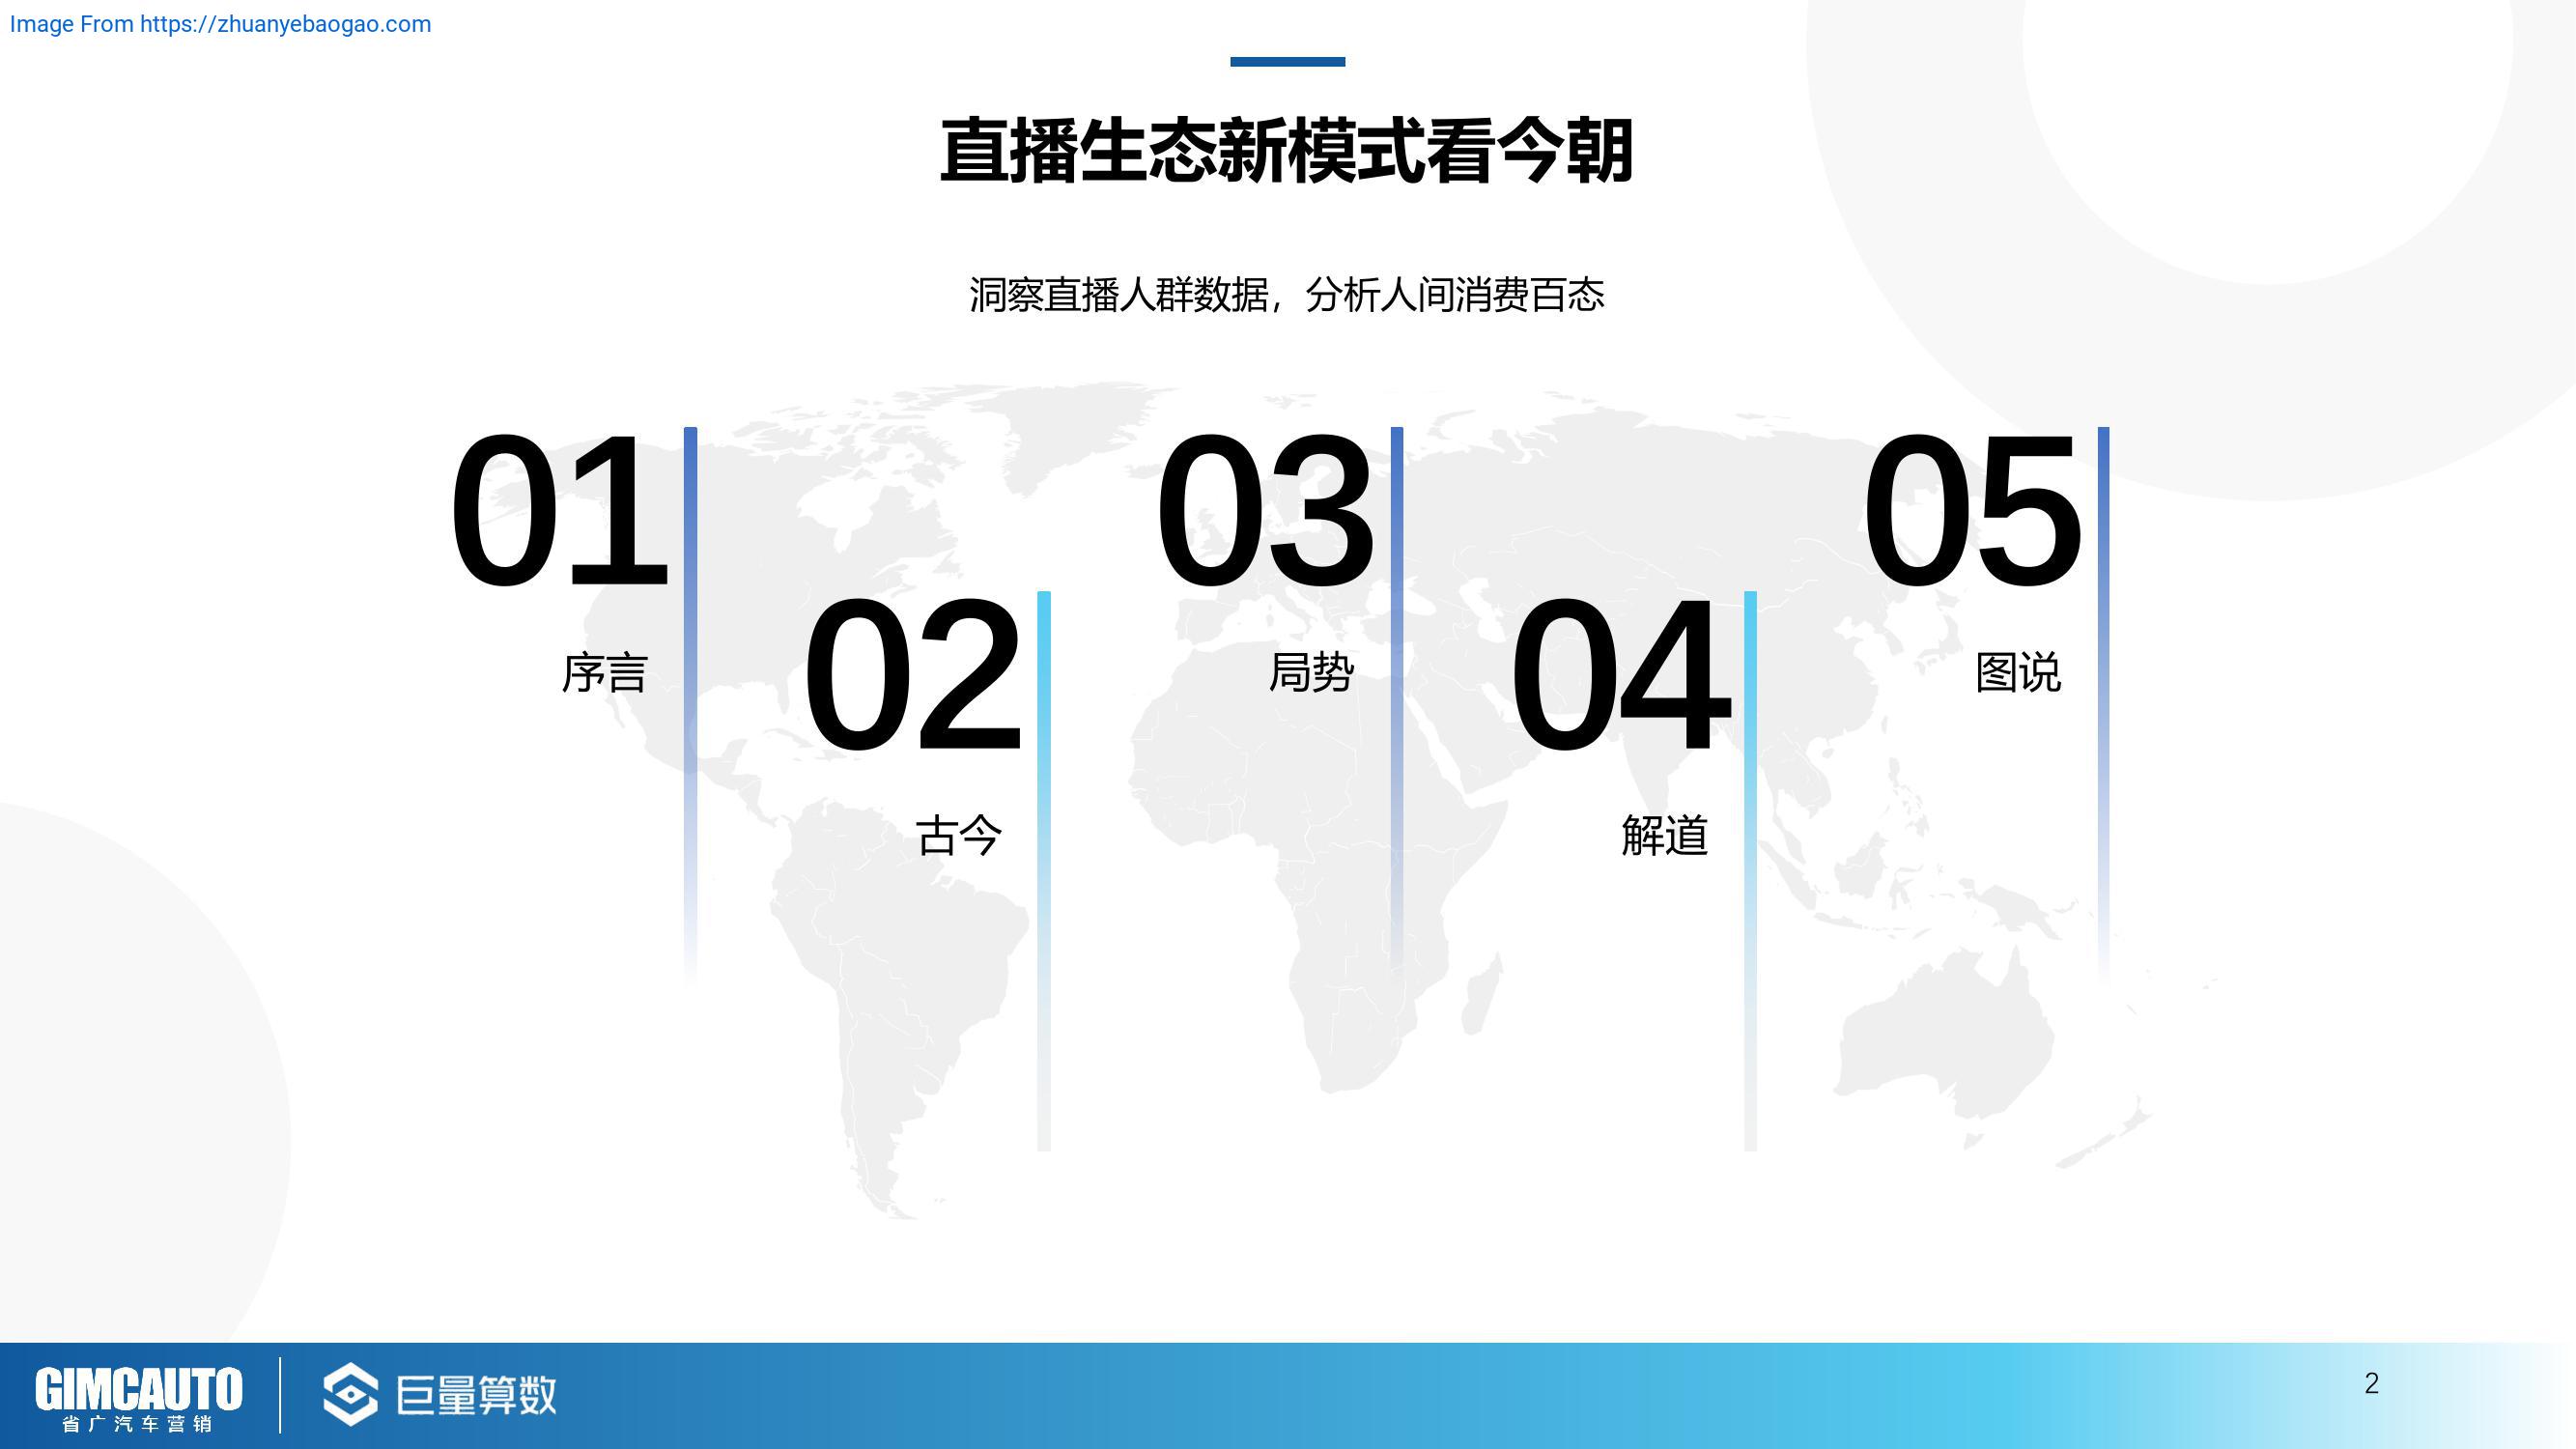 Image From https://zhuanyebaogao.com
直播生态新模式看今朝
洞察直播人群数据，分析人间消费百态
01
序言
02
古今
03
局势
04
解道
05
图说
GIMCAUTO
省广汽车营销
巨量算数
2